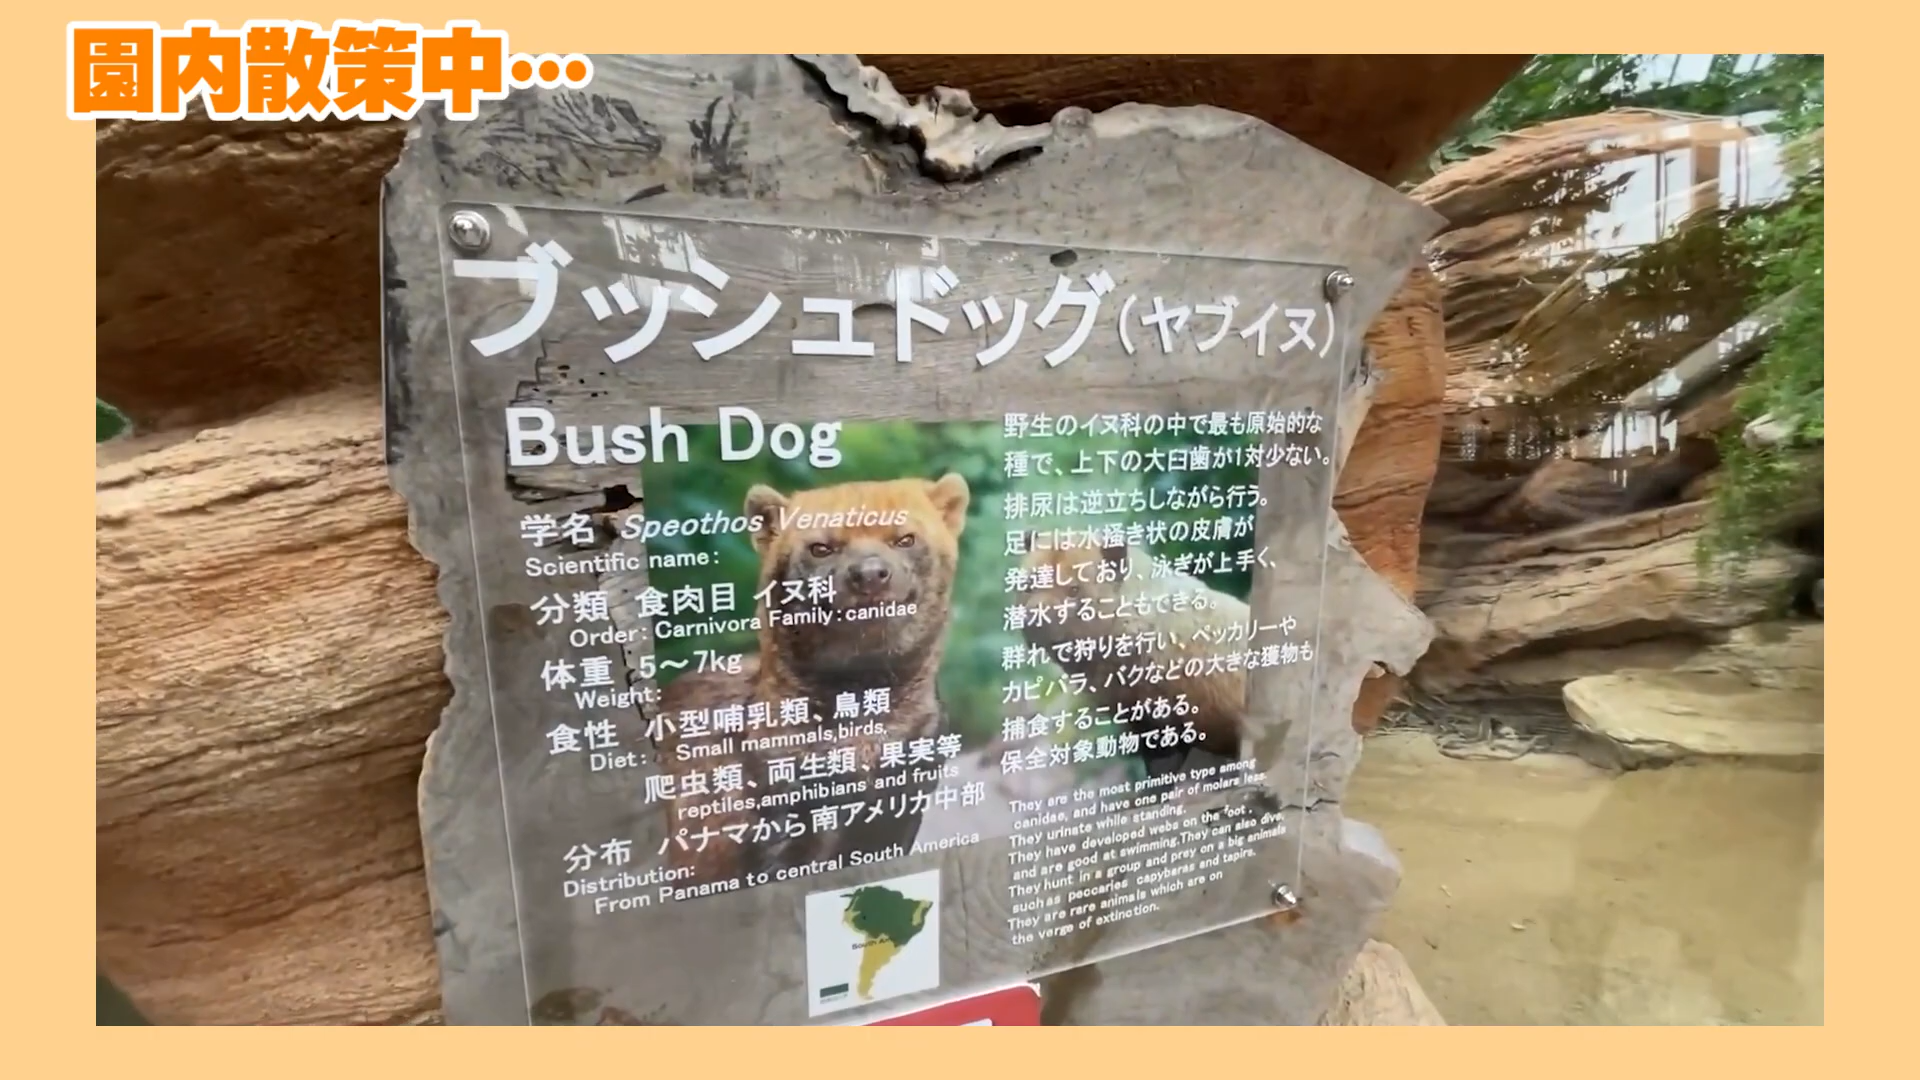 園内散策中…
ブッシュドッグ(ヤブイヌ)
Bush Dog
学名 Speothos Venaticus
Scientific name:
分類 食肉目 イヌ科
Order: Carnivora Family: canidae
体重 5～7kg
Weight:
食性 小型哺乳類、鳥類
Diet: Small mammals,birds,
爬虫類、両生類、果実等
reptiles,amphibians and fruits
分布 パナマから南アメリカ中部
Distribution:
From Panama to central South America
野生のイヌ科の中で最も原始的な
種で、上下の大臼歯が1対少ない。
排尿は逆立ちしながら行う。
足には水掻き状の皮膚が
発達しており、泳ぎが上手く、
潜水することもできる。
群れで狩りを行い、ペッカリーや
カピバラ、バクなどの大きな獲物も
捕食することがある。
保全対象動物である。
They are the most primitive type among
canidae, and have one pair of molars less.
They urinate while standing.
They have developed webs on the foot,
and are good at swimming.They can also dive.
They hunt in a group and prey on a big animals
such as peccaries capybaras and tapirs.
They are rare animals which are on
the verge of extinction.